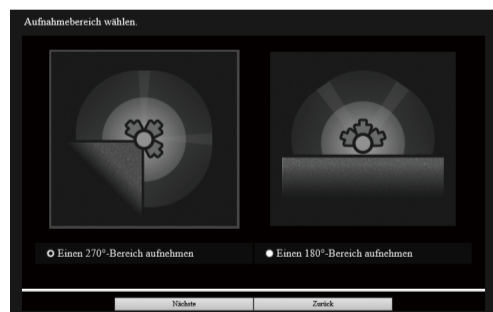 Aufnahmebereich wählen.
Einen 270°-Bereich aufnehmen
Einen 180°-Bereich aufnehmen
Nächste
Zurück